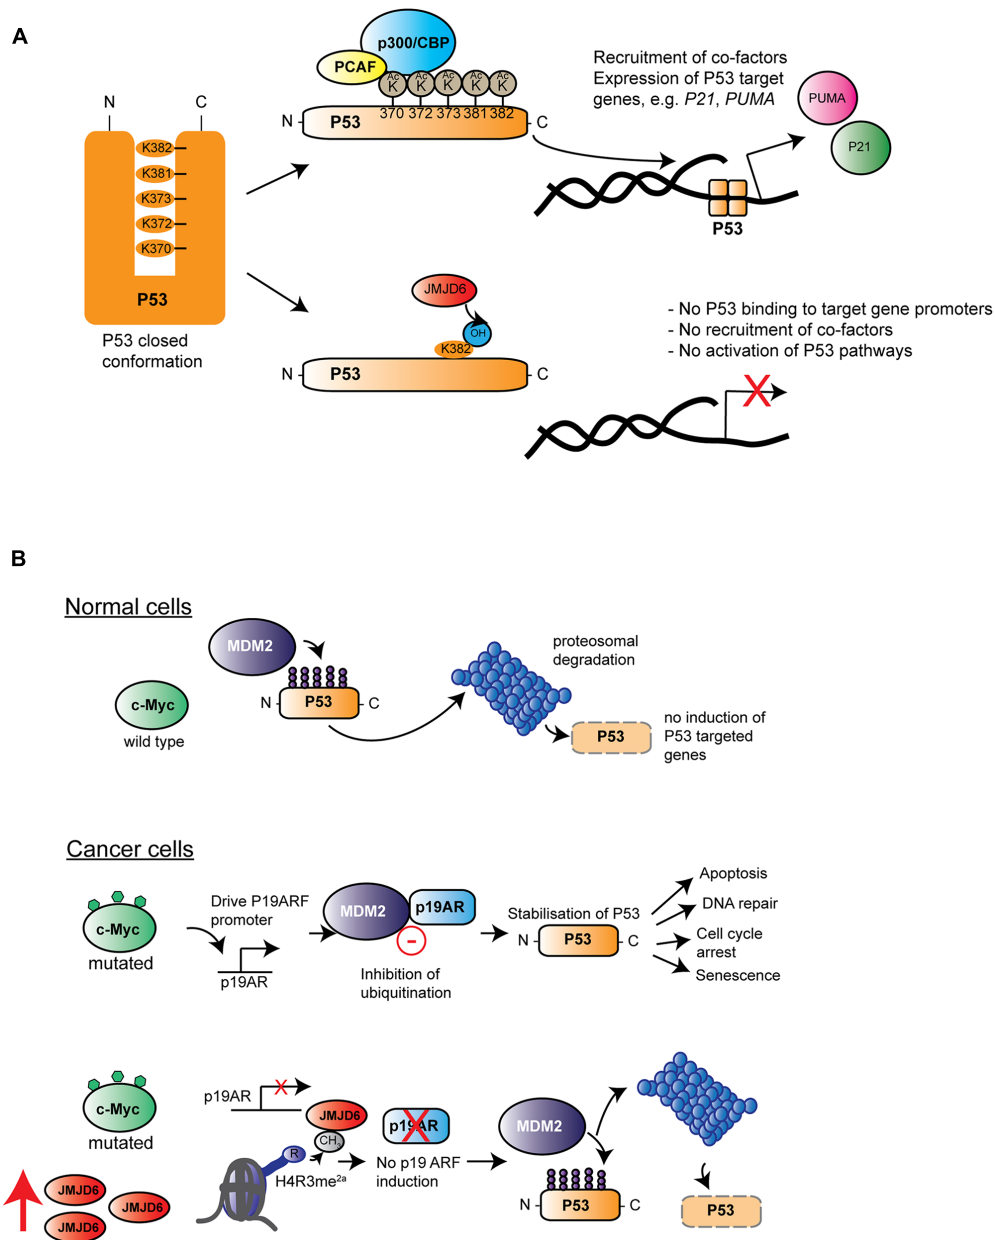 A
N
C
K382
K381
K373
K372
K370
P53
P53 closed
conformation
p300/CBP
PCAF
Ac Ac Ac Ac Ac
K K K K K
370 372 373 381 382
N
P53
C
Recruitment of co-factors
Expression of P53 target
genes, e.g. P21, PUMA
PUMA
P21
P53
JMJD6
OH
K382
N
P53
C
- No P53 binding to target gene promoters
- No recruitment of co-factors
- No activation of P53 pathways
X
B
Normal cells
MDM2
c-Myc
wild type
N
P53
C
proteosomal
degradation
P53
no induction of
P53 targeted
genes
Cancer cells
c-Myc
mutated
Drive P19ARF
promoter
p19AR
MDM2
p19AR
-
Inhibition of
ubiquitination
Stabilisation of P53
N
P53
C
Apoptosis
DNA repair
Cell cycle
arrest
Senescence
c-Myc
mutated
JMJD6
JMJD6
JMJD6
p19AR
X
JMJD6
CH3
R
H4R3me2a
p19AR
X
No p19 ARF
induction
MDM2
N
P53
C
P53